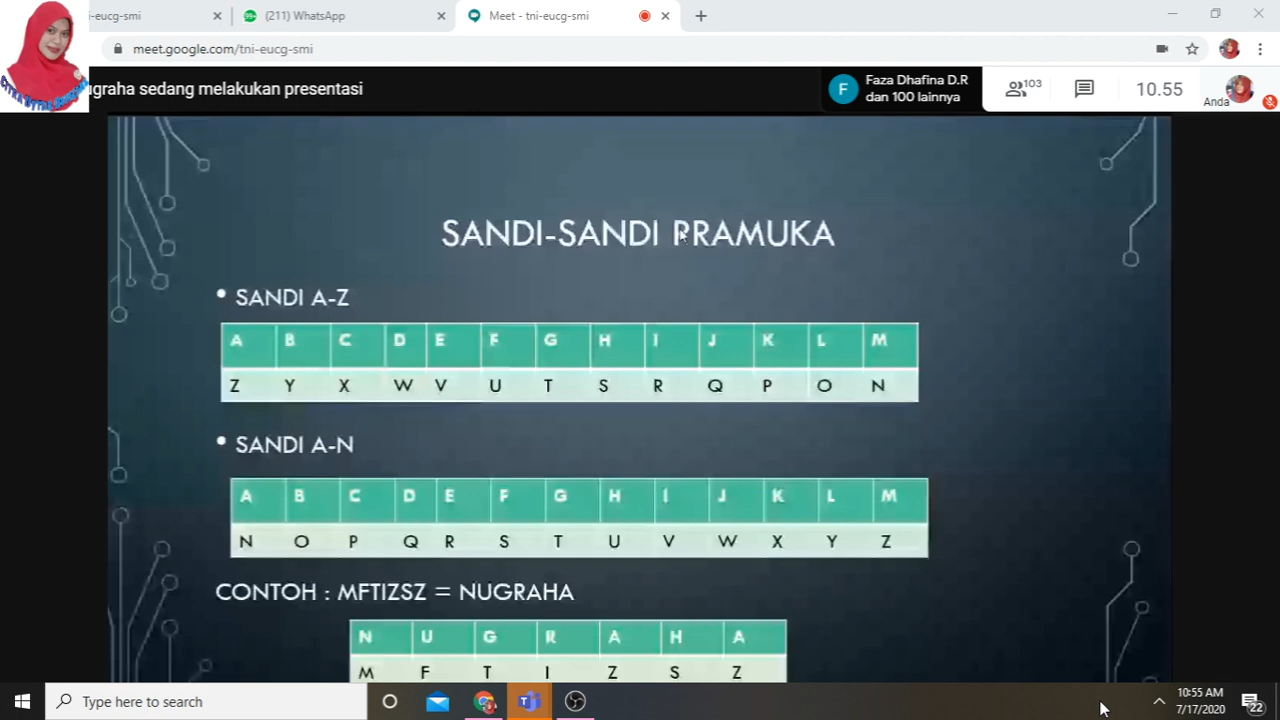 i-eucg-smi
(211) WhatsApp
Meet - tni-eucg-smi
meet.google.com/tni-eucg-smi
ugraha sedang melakukan presentasi
F
Faza Dhafina D.R
dan 100 lainnya
103
10.55
Anda
SANDI-SANDI PRAMUKA
• SANDI A-Z
A B C D E F G H I J K L M
Z Y X W V U T S R Q P O N
• SANDI A-N
A B C D E F G H I J K L M
N O P Q R S T U V W X Y Z
CONTOH : MFTIZSZ = NUGRAHA
N U G R A H A
M F T I Z S Z
Type here to search
10:55 AM
7/17/2020
22